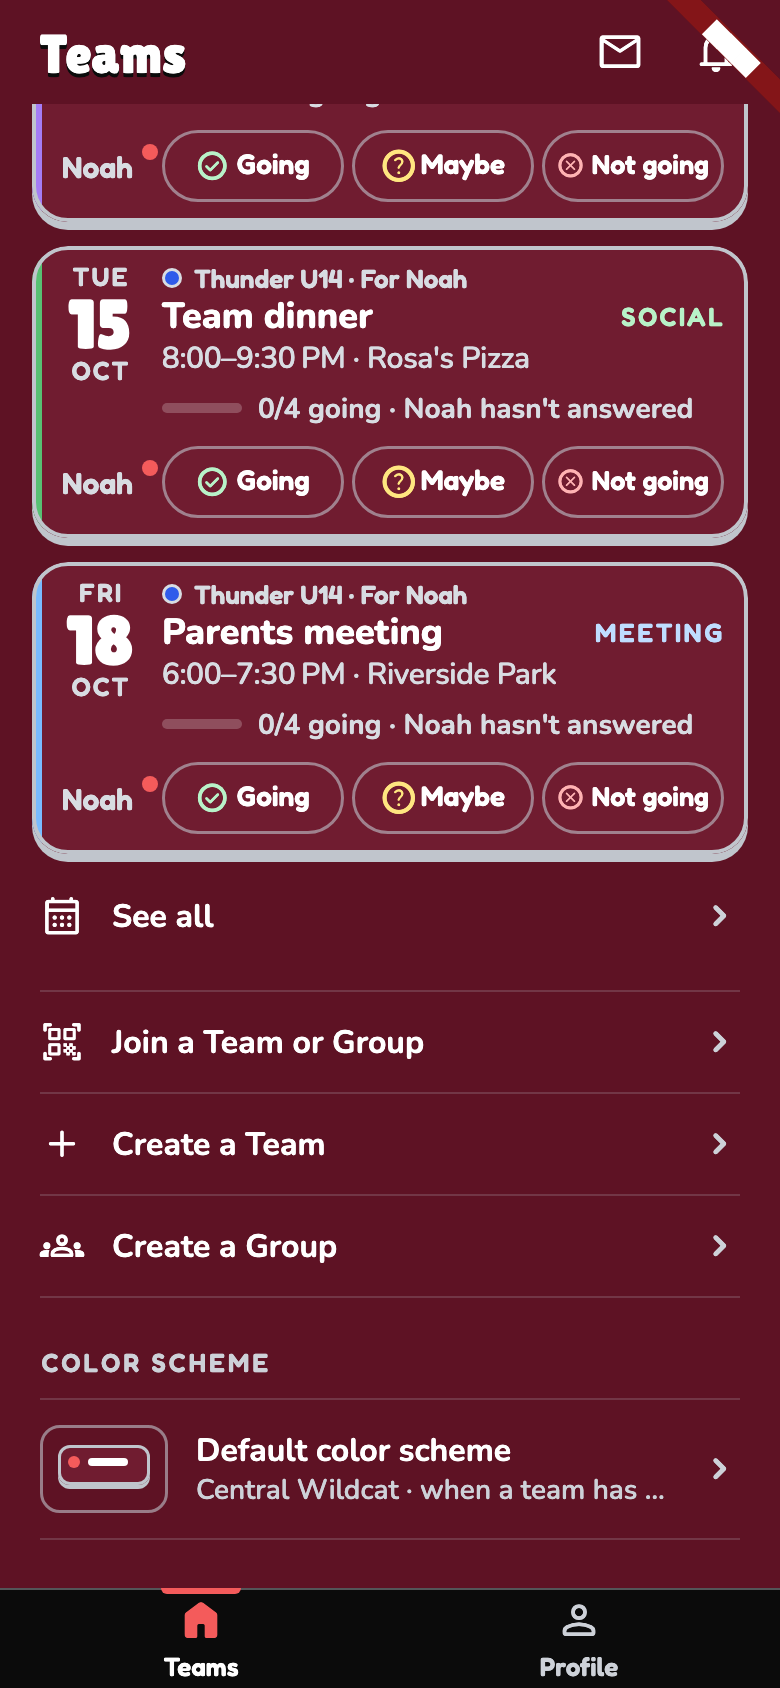 Teams
Noah
Going
Maybe
Not going
TUE
15
OCT
Thunder U14 · For Noah
Team dinner
SOCIAL
8:00–9:30 PM · Rosa's Pizza
0/4 going · Noah hasn't answered
Noah
Going
Maybe
Not going
FRI
18
OCT
Thunder U14 · For Noah
Parents meeting
MEETING
6:00–7:30 PM · Riverside Park
0/4 going · Noah hasn't answered
Noah
Going
Maybe
Not going
See all
Join a Team or Group
Create a Team
Create a Group
COLOR SCHEME
Default color scheme
Central Wildcat · when a team has ...
Teams
Profile